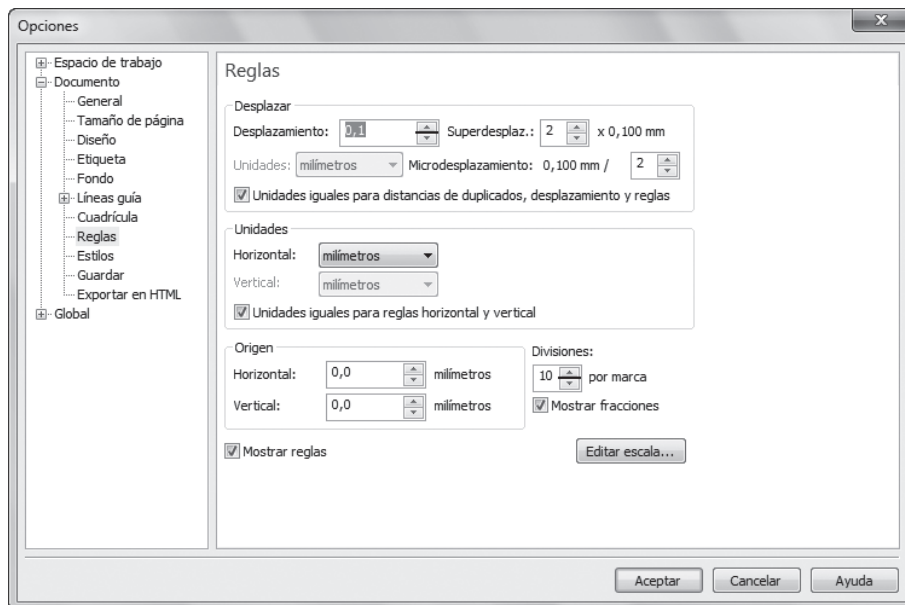 Opciones
Espacio de trabajo
Documento
General
Tamaño de página
Diseño
Etiqueta
Fondo
Líneas guía
Cuadrícula
Reglas
Estilos
Guardar
Exportar en HTML
Global
Reglas
Desplazar
Desplazamiento: 0,1 Superdesplaz.: 2 x 0,100 mm
Unidades: milímetros Microdesplazamiento: 0,100 mm / 2
Unidades iguales para distancias de duplicados, desplazamiento y reglas
Unidades
Horizontal: milímetros
Vertical: milímetros
Unidades iguales para reglas horizontal y vertical
Origen
Horizontal: 0,0 milímetros
Vertical: 0,0 milímetros
Divisiones:
10 por marca
Mostrar fracciones
Mostrar reglas
Editar escala...
Aceptar Cancelar Ayuda